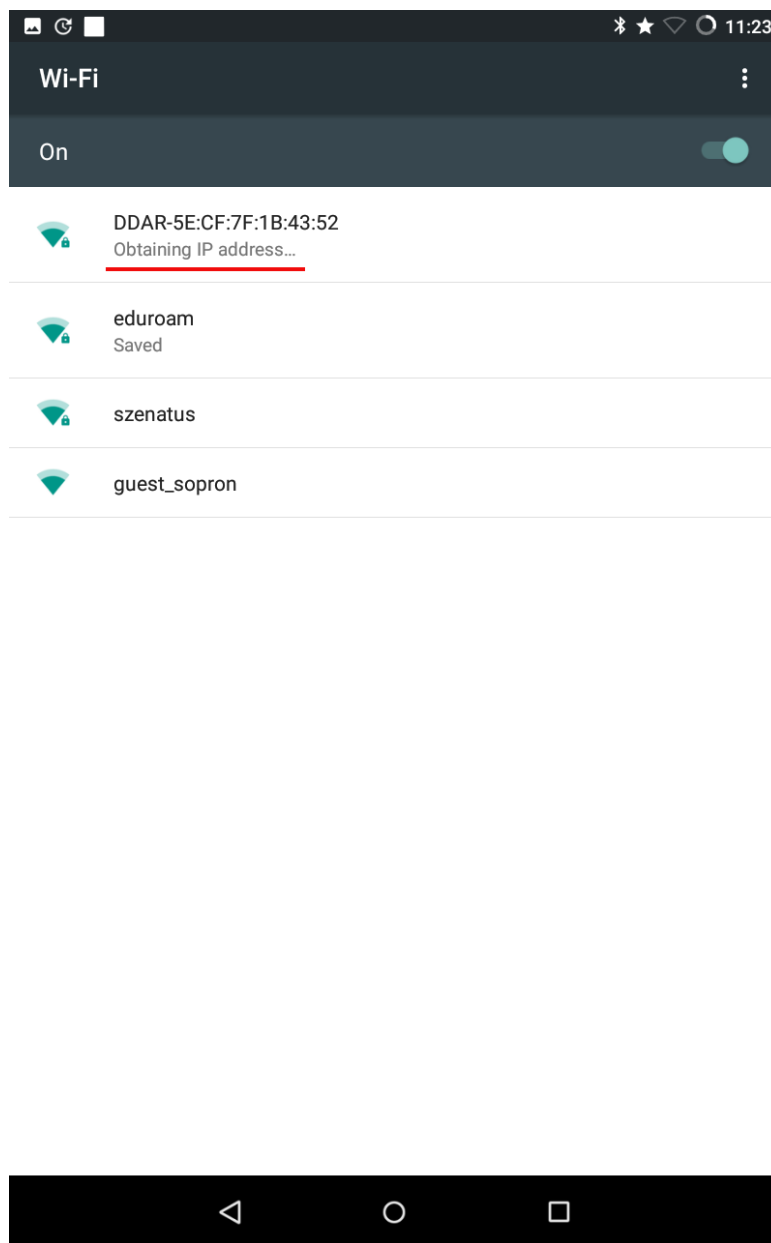 11:23
Wi-Fi
On
DDAR-5E:CF:7F:1B:43:52
Obtaining IP address…
eduroam
Saved
szenatus
guest_sopron